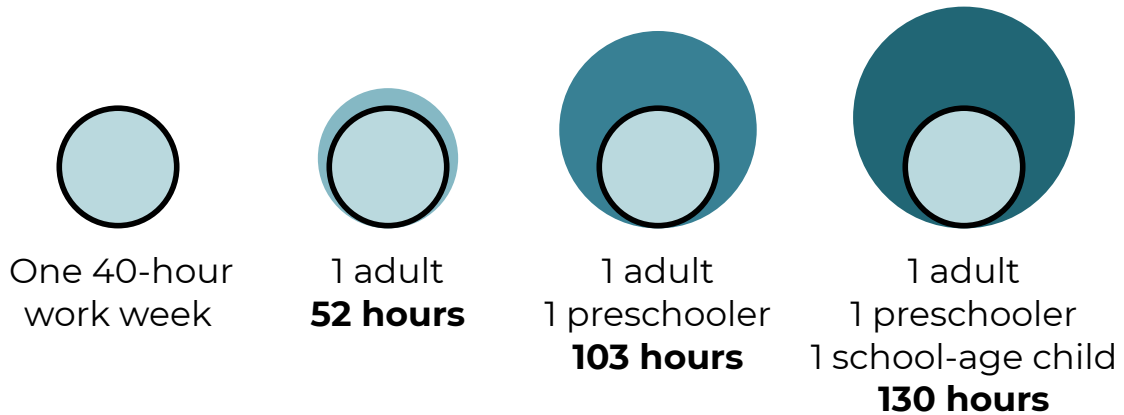 One 40-hour
work week
1 adult
52 hours
1 adult
1 preschooler
103 hours
1 adult
1 preschooler
1 school-age child
130 hours